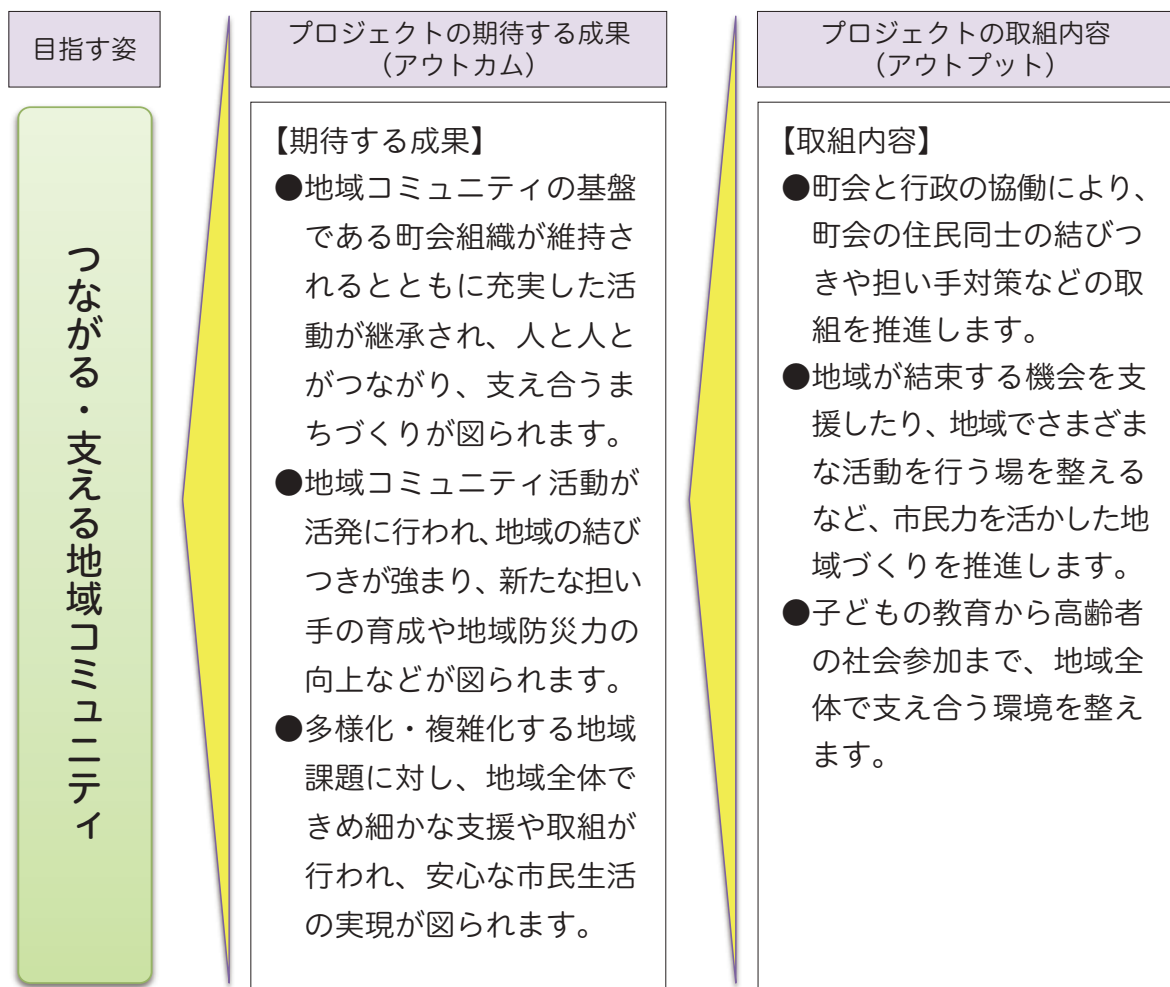 目指す姿
つながる・支える地域コミュニティ
プロジェクトの期待する成果
（アウトカム）
【期待する成果】
●地域コミュニティの基盤
である町会組織が維持さ
れるとともに充実した活
動が継承され、人と人と
がつながり、支え合うま
ちづくりが図られます。
●地域コミュニティ活動が
活発に行われ、地域の結び
つきが強まり、新たな担い
手の育成や地域防災力の
向上などが図られます。
●多様化・複雑化する地域
課題に対し、地域全体で
きめ細かな支援や取組が
行われ、安心な市民生活
の実現が図られます。
プロジェクトの取組内容
（アウトプット）
【取組内容】
●町会と行政の協働により、
町会の住民同士の結びつ
きや担い手対策などの取
組を推進します。
●地域が結束する機会を支
援したり、地域でさまざま
な活動を行う場を整える
など、市民力を活かした地
域づくりを推進します。
●子どもの教育から高齢者
の社会参加まで、地域全
体で支え合う環境を整え
ます。